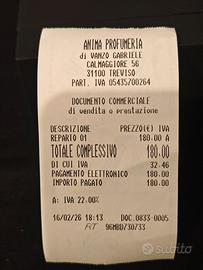 ANIMA PROFUMERIA
di VANZO GABRIELE
CALMAGGIORE 56
31100 TREVISO
PART. IVA 05435700264
DOCUMENTO COMMERCIALE
di vendita o prestazione
DESCRIZIONE PREZZO(€) IVA
REPARTO 01 180.00 A
TOTALE COMPLESSIVO 180.00
DI CUI IVA 32.46
PAGAMENTO ELETTRONICO 180.00
IMPORTO PAGATO 180.00
A: IVA 22.00%
16/02/26 18:13 DOC.0833-0005
RT 96MBD/30733
subito